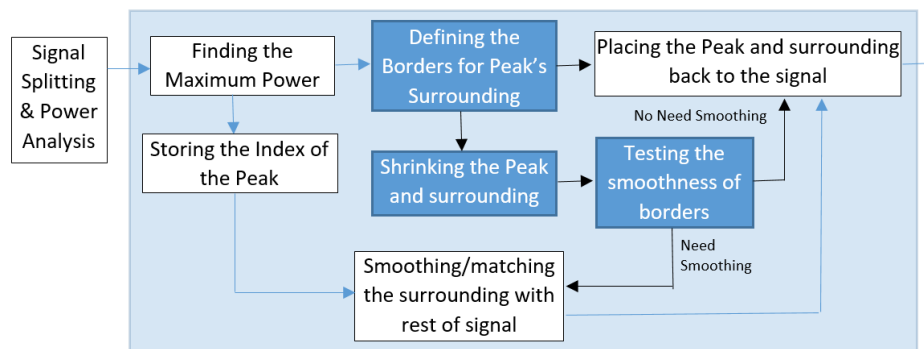 Signal
Splitting
& Power
Analysis
Finding the
Maximum Power
Defining the
Borders for Peak's
Surrounding
Placing the Peak and surrounding
back to the signal
No Need Smoothing
Storing the Index of
the Peak
Shrinking the Peak
and surrounding
Testing the
smoothness of
borders
Need
Smoothing
Smoothing/matching
the surrounding with
rest of signal